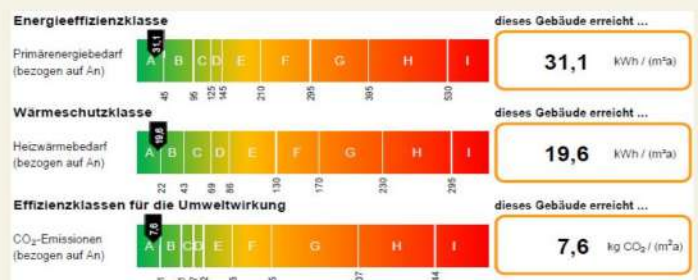 Energieeffizienzklasse
dieses Gebäude erreicht ...
Primärenergiebedarf
(bezogen auf An)
31,1
A B C D E F G H I
45 95 125 145 210 295 395 530
31,1 kWh / (m²a)
Wärmeschutzklasse
dieses Gebäude erreicht ...
Heizwärmebedarf
(bezogen auf An)
19,6
A B C D E F G H I
22 43 69 86 130 170 230 295
19,6 kWh / (m²a)
Effizienzklassen für die Umweltwirkung
dieses Gebäude erreicht ...
CO₂-Emissionen
(bezogen auf An)
7,6
A B C D E F G H I
7,6 kg CO₂ / (m²a)